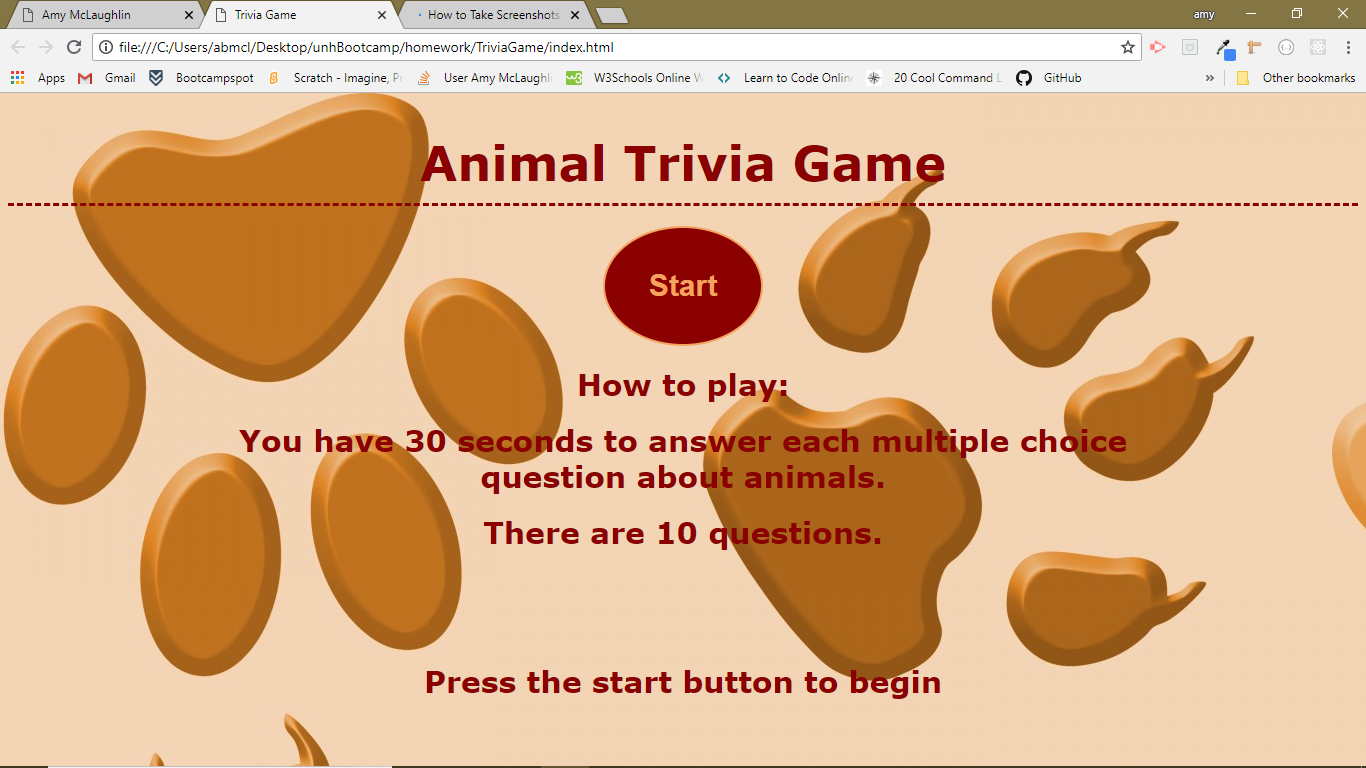 Amy McLaughlin
Trivia Game
How to Take Screenshots
amy
file:///C:/Users/abmcl/Desktop/unhBootcamp/homework/TriviaGame/index.html
Apps
Gmail
Bootcampspot
Scratch - Imagine, Pr
User Amy McLaughli
W3Schools Online W
Learn to Code Online
20 Cool Command L
GitHub
»
Other bookmarks
Animal Trivia Game
Start
How to play:
You have 30 seconds to answer each multiple choice
question about animals.
There are 10 questions.
Press the start button to begin